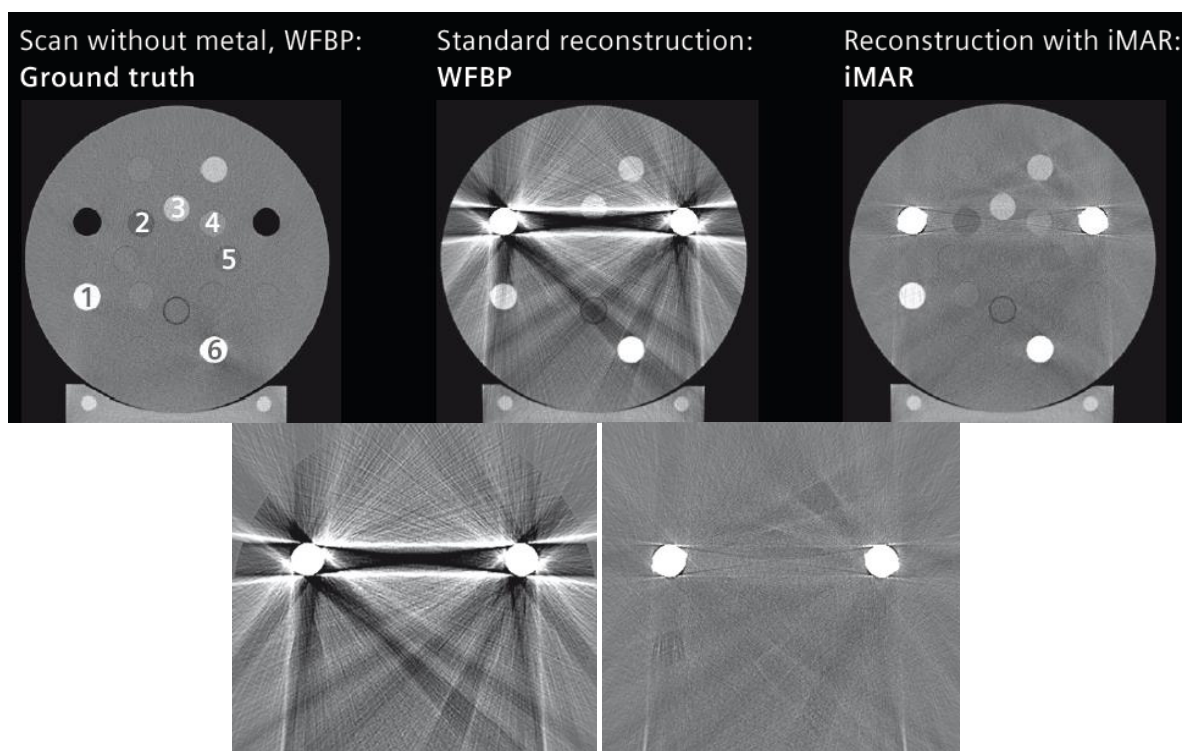 Scan without metal, WFBP:
Ground truth
Standard reconstruction:
WFBP
Reconstruction with iMAR:
iMAR
2
3
4
5
1
6